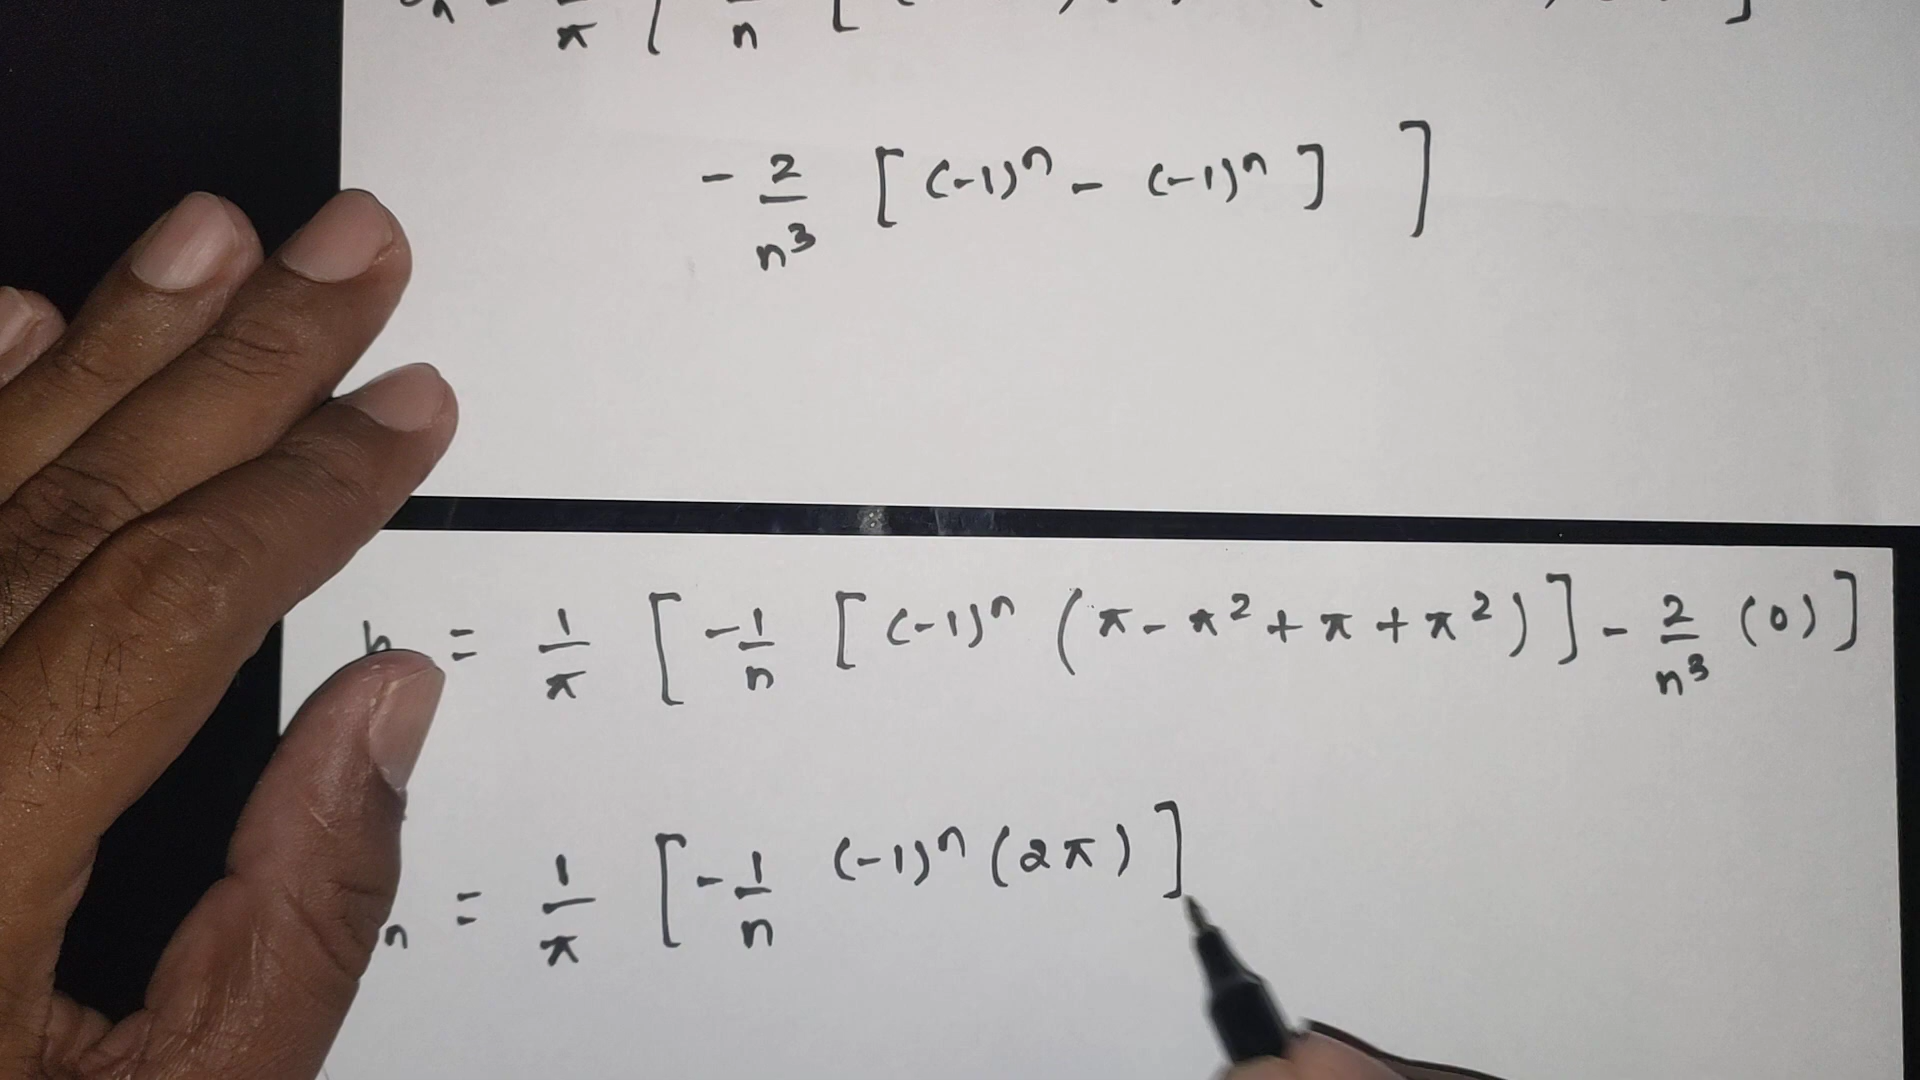 n π n
- 2/n³ [ (-1)ⁿ - (-1)ⁿ ] ]
b = 1/π [ -1/n [ (-1)ⁿ ( π - π² + π + π² ) ] - 2/n³ (0) ]
n = 1/π [ -1/n (-1)ⁿ (2π) ]